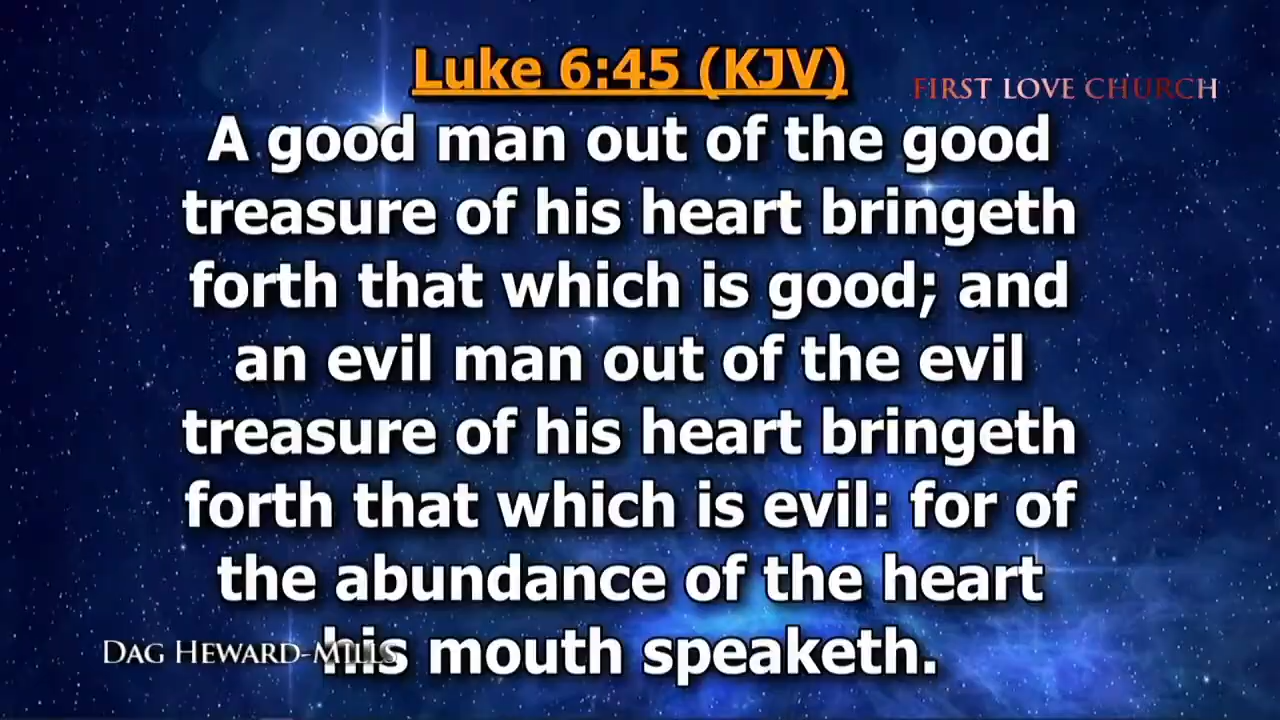 Luke 6:45 (KJV)
FIRST LOVE CHURCH
A good man out of the good
treasure of his heart bringeth
forth that which is good; and
an evil man out of the evil
treasure of his heart bringeth
forth that which is evil: for of
the abundance of the heart
his mouth speaketh.
DAG HEWARD-MILLS